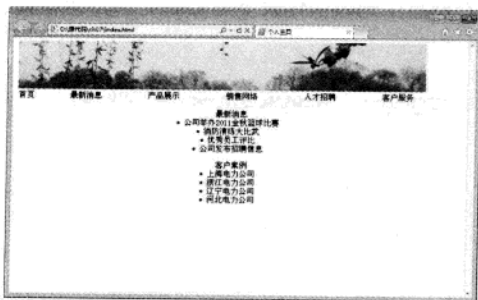 个人主页
首页 最新消息 产品展示 销售网络 人才招聘 客户服务
最新消息
• 公司举办2011金秋篮球比赛
• 消防演练大比武
• 优秀员工评比
• 公司发布招聘信息
客户案例
• 上海电力公司
• 浙江电力公司
• 辽宁电力公司
• 河北电力公司